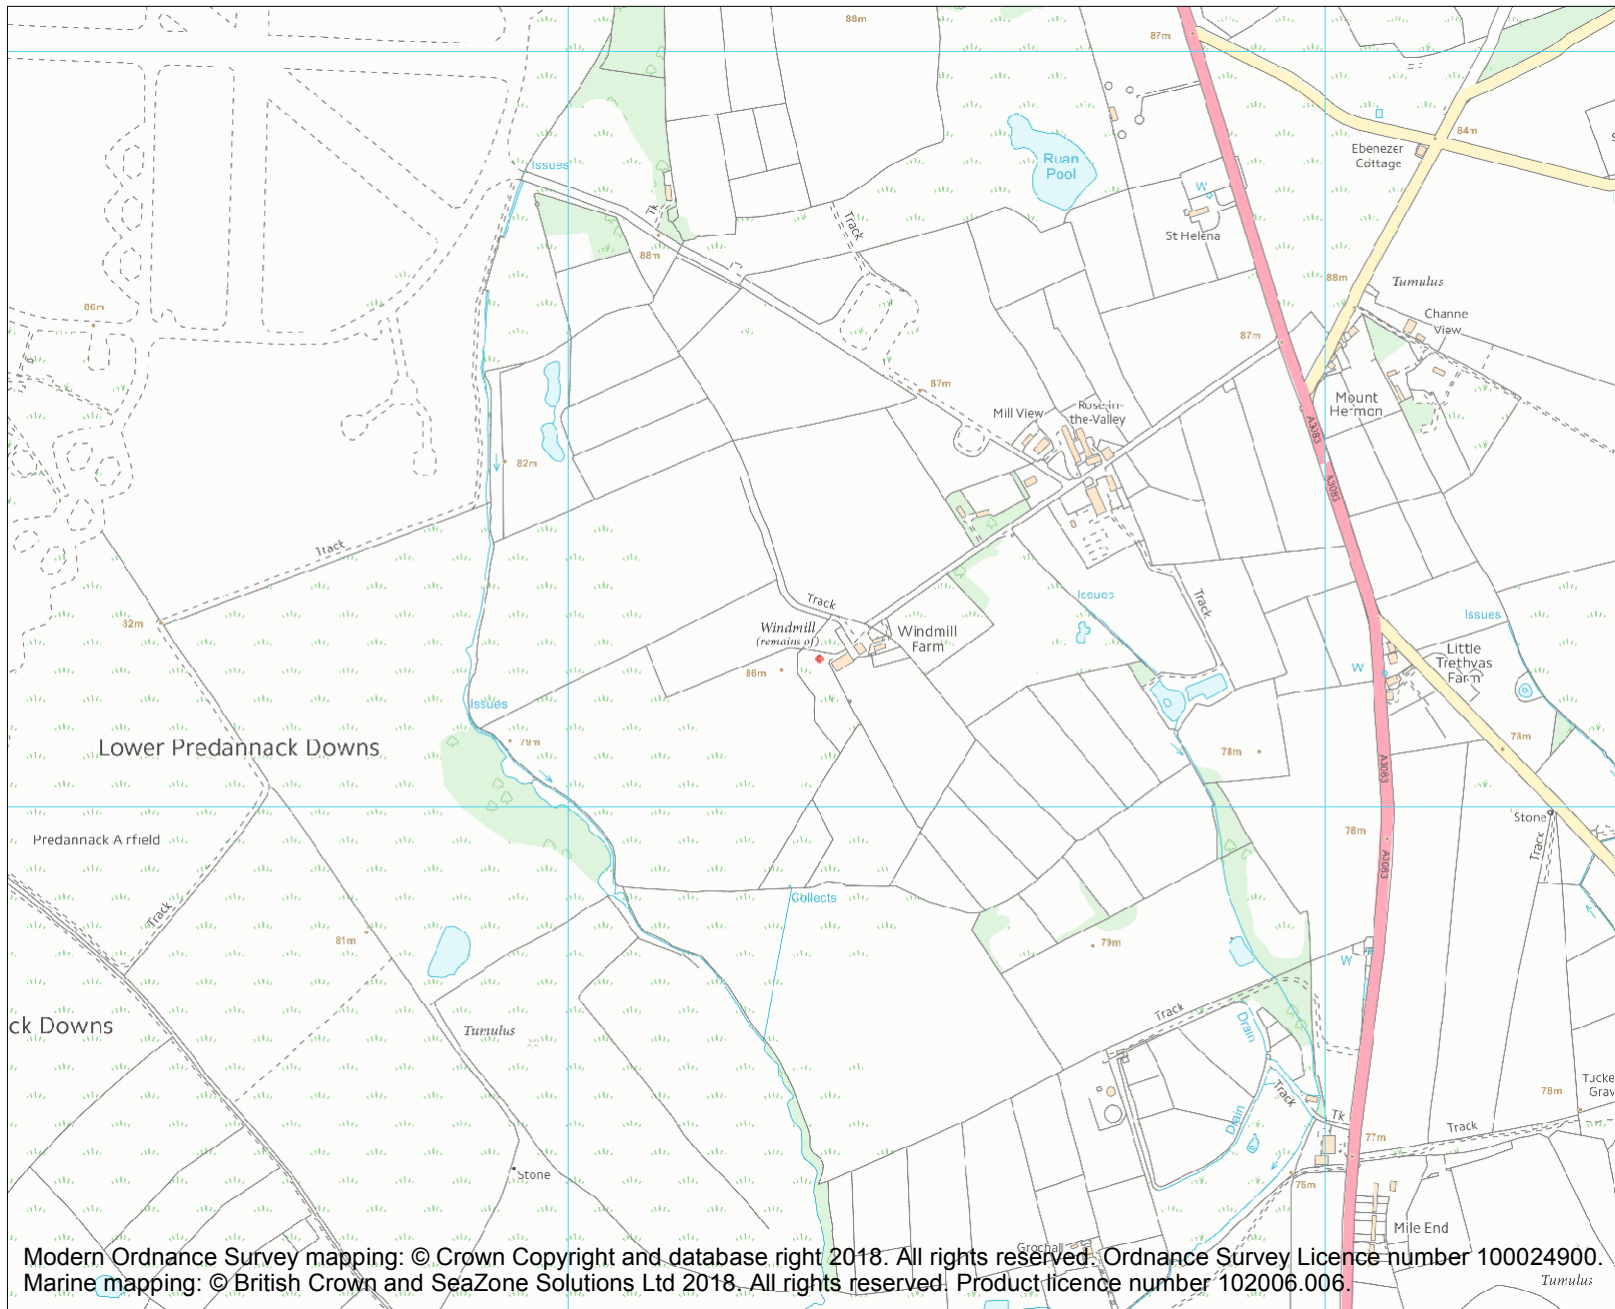 88m
87m
84m
Ebenezer
Cottage
Issues
Ruan
Pool
W
Tk
Track
St Helena
88m
88m
Tumulus
86m
Channe
View
87m
87m
Mount
Hermon
Mill View
Rose-in-
the-Valley
A3083
82m
A3083
Track
Issues
Track
Issues
82m
Track
Windmill
(remains of)
Windmill
Farm
Little
Trethvas
Farm
W
86m
Issues
79m
78m
78m
Lower Predannack Downs
A3083
Stone
78m
Predannack Airfield
Track
A3083
Collects
Track
81m
79m
W
ck Downs
Tumulus
Track
Drain
Track
Tucke
Grav
78m
Drain
Tk
Track
77m
Stone
76m
Mile End
Grochall
Modern Ordnance Survey mapping: © Crown Copyright and database right 2018. All rights reserved. Ordnance Survey Licence number 100024900.
Marine mapping: © British Crown and SeaZone Solutions Ltd 2018. All rights reserved. Product licence number 102006.006.
Tumulus